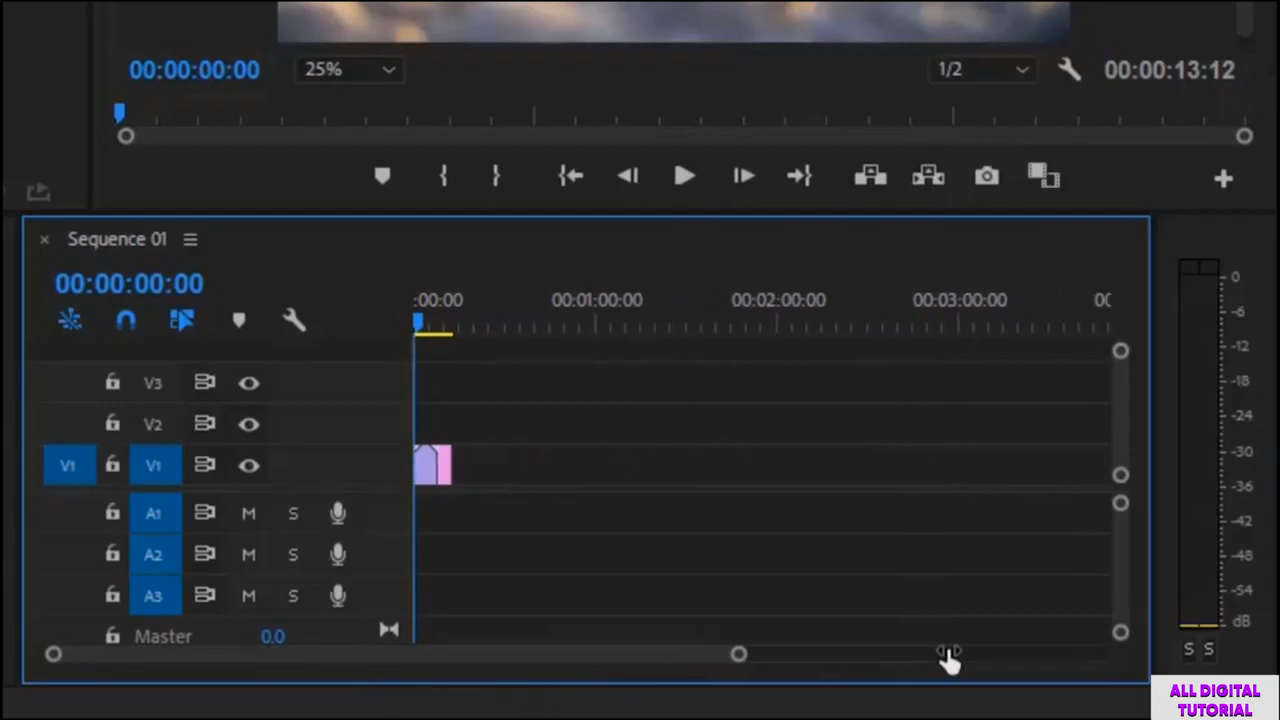 00:00:00:00
25%
1/2
00:00:13:12
Sequence 01
00:00:00:00
:00:00
00:01:00:00
00:02:00:00
00:03:00:00
00
V3
V2
V1
V1
A1
M
S
A2
M
S
A3
M
S
Master
0.0
0
-6
-12
-18
-24
-30
-36
-42
-48
-54
dB
S
S
ALL DIGITAL
TUTORIAL